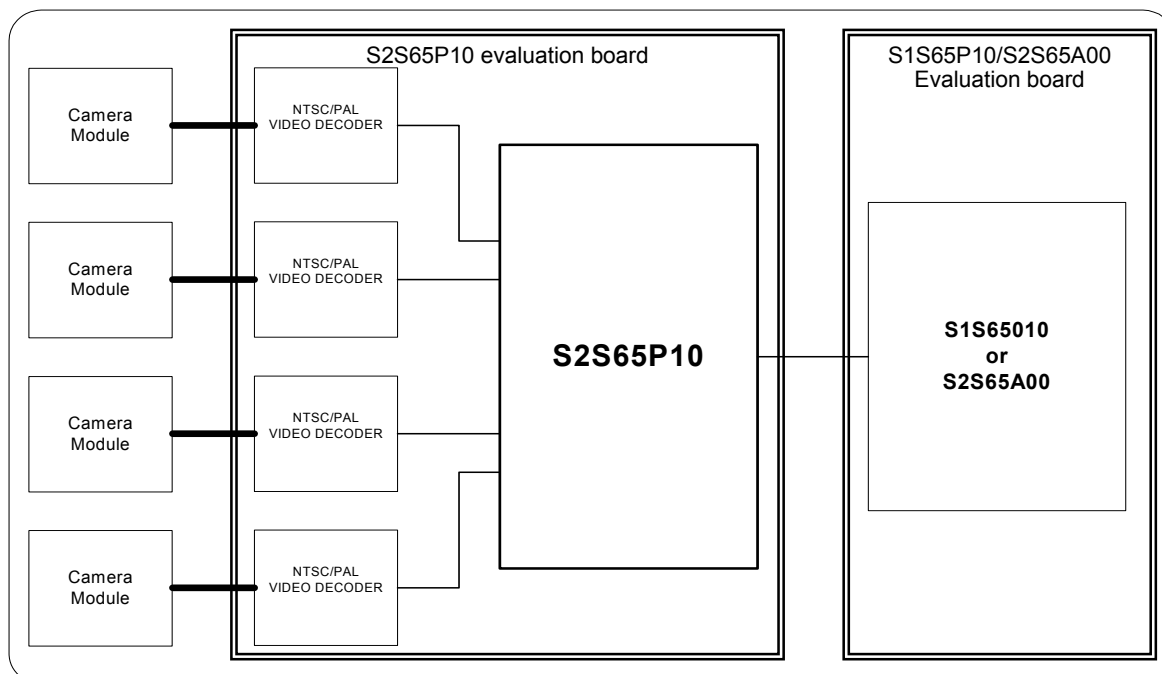 S2S65P10 evaluation board
S1S65P10/S2S65A00
Evaluation board
Camera
Module
NTSC/PAL
VIDEO DECODER
Camera
Module
NTSC/PAL
VIDEO DECODER
S2S65P10
S1S65010
or
S2S65A00
Camera
Module
NTSC/PAL
VIDEO DECODER
Camera
Module
NTSC/PAL
VIDEO DECODER